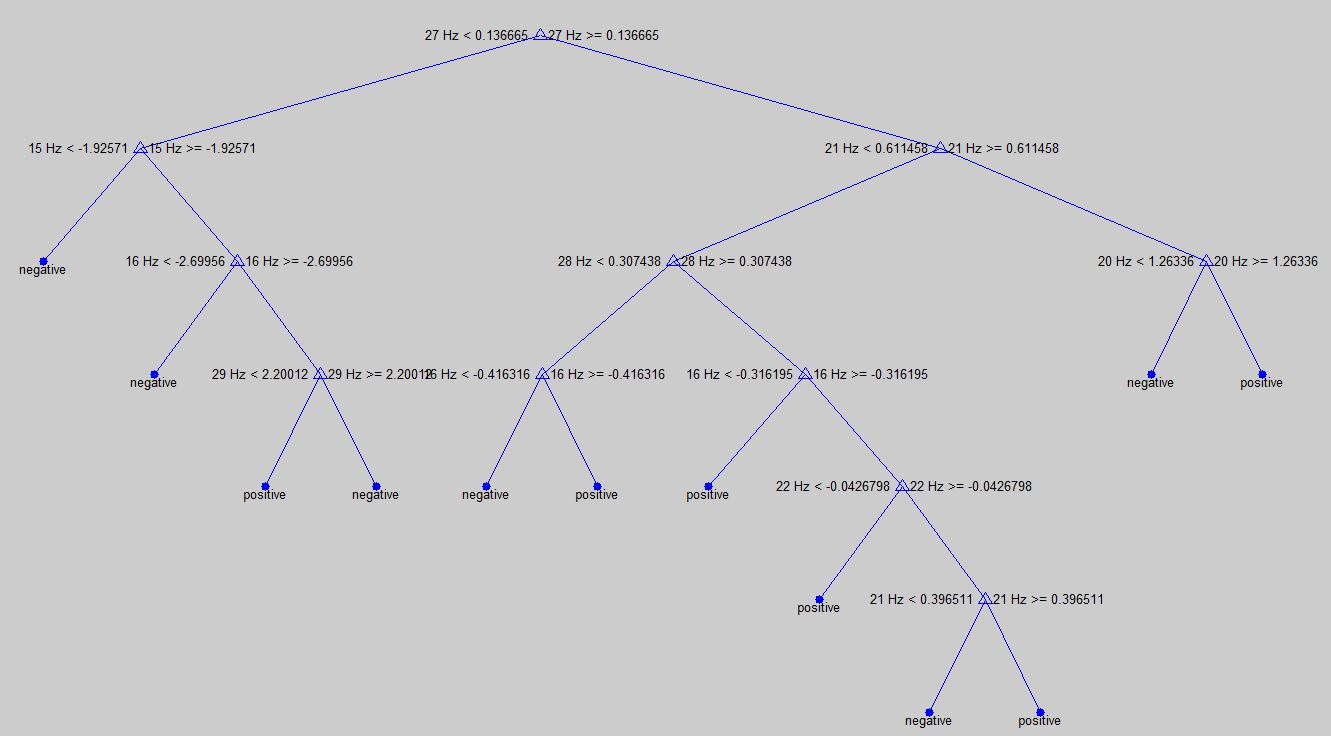 27 Hz < 0.136665 27 Hz >= 0.136665
15 Hz < -1.92571 15 Hz >= -1.92571 21 Hz < 0.611458 21 Hz >= 0.611458
negative 16 Hz < -2.69956 16 Hz >= -2.69956 28 Hz < 0.307438 28 Hz >= 0.307438 20 Hz < 1.26336 20 Hz >= 1.26336
negative 29 Hz < 2.20012 29 Hz >= 2.20012 16 Hz < -0.416316 16 Hz >= -0.416316 16 Hz < -0.316195 16 Hz >= -0.316195 negative positive
positive negative negative positive positive 22 Hz < -0.0426798 22 Hz >= -0.0426798
positive 21 Hz < 0.396511 21 Hz >= 0.396511
negative positive